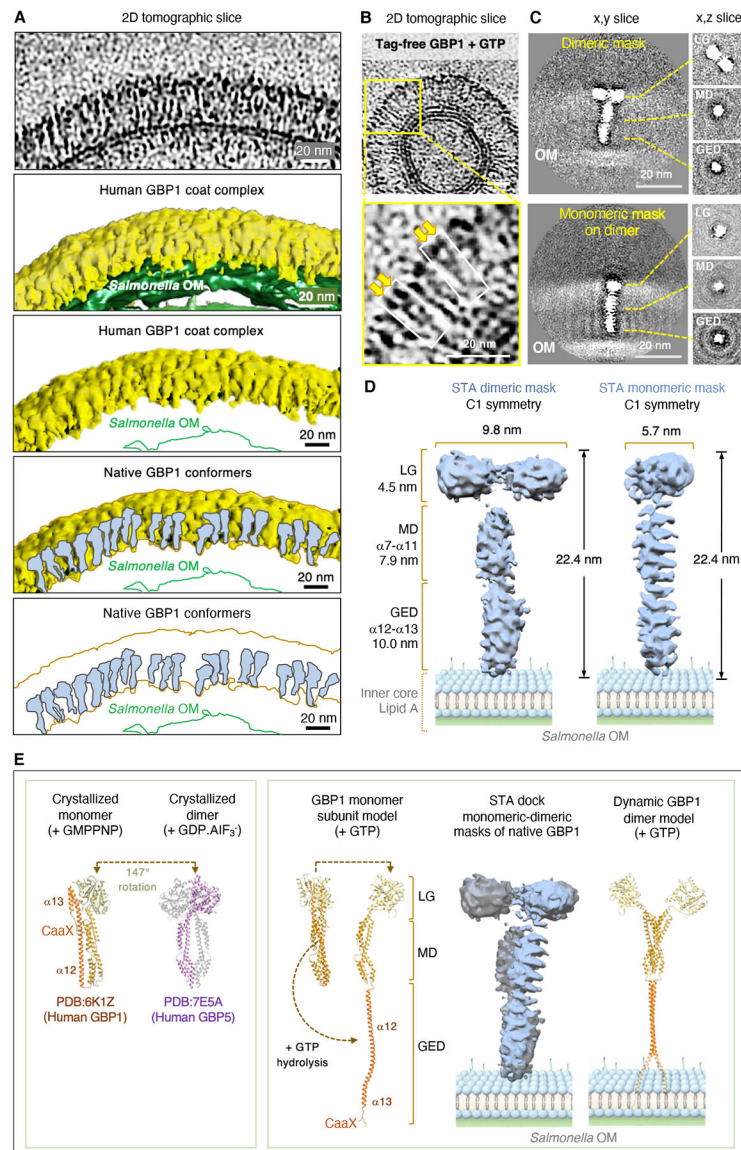 A
2D tomographic slice
20 nm
Human GBP1 coat complex
Salmonella OM
20 nm
Human GBP1 coat complex
Salmonella OM
20 nm
Native GBP1 conformers
Salmonella OM
20 nm
Native GBP1 conformers
Salmonella OM
20 nm
B
2D tomographic slice
Tag-free GBP1 + GTP
20 nm
C
x,y slice
x,z slice
Dimeric mask
LG
MD
GED
OM
20 nm
Monomeric mask
on dimer
LG
MD
GED
OM
20 nm
D
STA dimeric mask
C1 symmetry
STA monomeric mask
C1 symmetry
9.8 nm
5.7 nm
LG
4.5 nm
MD
α7-α11
7.9 nm
GED
α12-α13
10.0 nm
22.4 nm
22.4 nm
Inner core
Lipid A
Salmonella OM
E
Crystallized
monomer
(+ GMPPNP)
Crystallized
dimer
(+ GDP.AlF3-)
147°
rotation
α13
CaaX
α12
PDB:6K1Z
(Human GBP1)
PDB:7E5A
(Human GBP5)
GBP1 monomer
subunit model
(+ GTP)
STA dock
monomeric-dimeric
masks of native GBP1
Dynamic GBP1
dimer model
(+ GTP)
LG
MD
GED
+ GTP
hydrolysis
α12
α13
CaaX
Salmonella OM